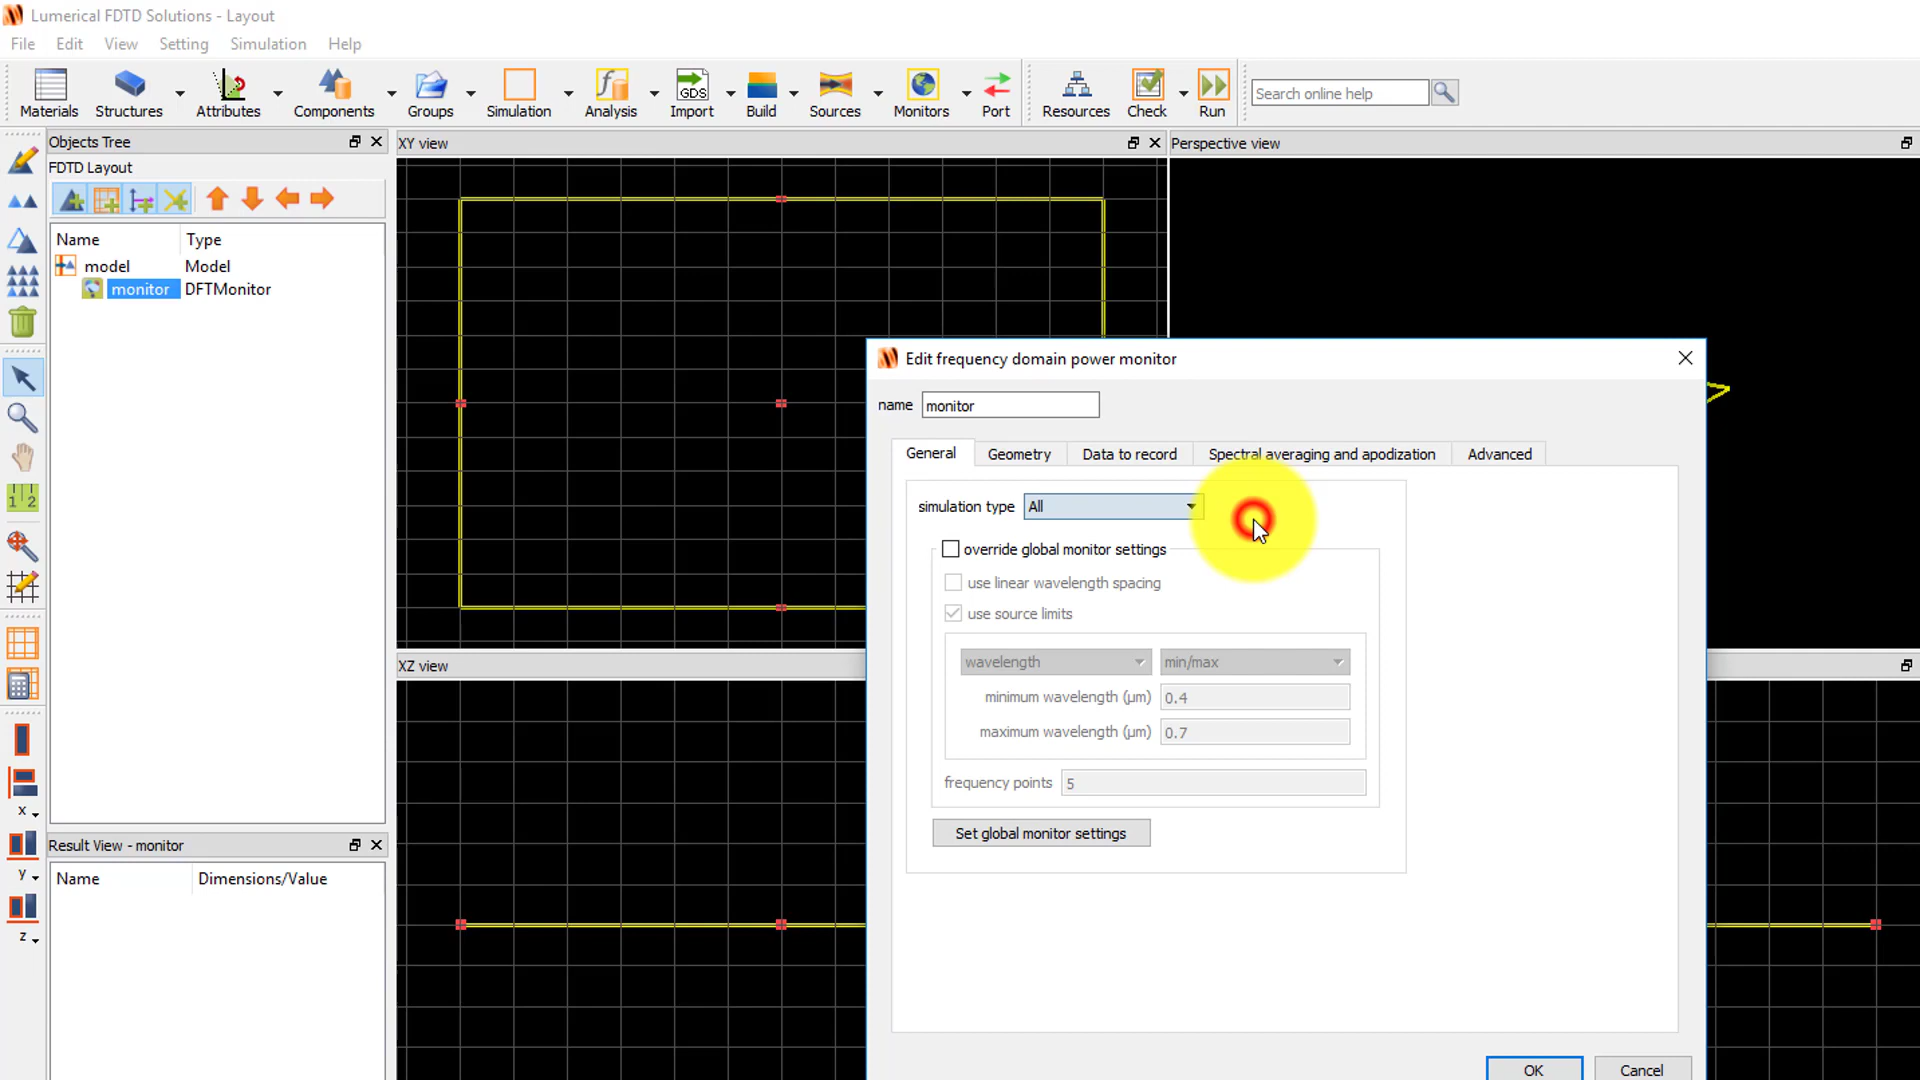 Lumerical FDTD Solutions - Layout
File Edit View Setting Simulation Help
Materials Structures Attributes Components Groups Simulation Analysis Import Build Sources Monitors Port Resources Check Run Search online help
GDS
Objects Tree
XY view
Perspective view
FDTD Layout
Name Type
model Model
monitor DFTMonitor
Edit frequency domain power monitor
name monitor
General Geometry Data to record Spectral averaging and apodization Advanced
simulation type All
override global monitor settings
use linear wavelength spacing
use source limits
wavelength min/max
minimum wavelength (µm) 0.4
maximum wavelength (µm) 0.7
frequency points 5
Set global monitor settings
OK Cancel
XZ view
1 2
x
y
z
Result View - monitor
Name Dimensions/Value